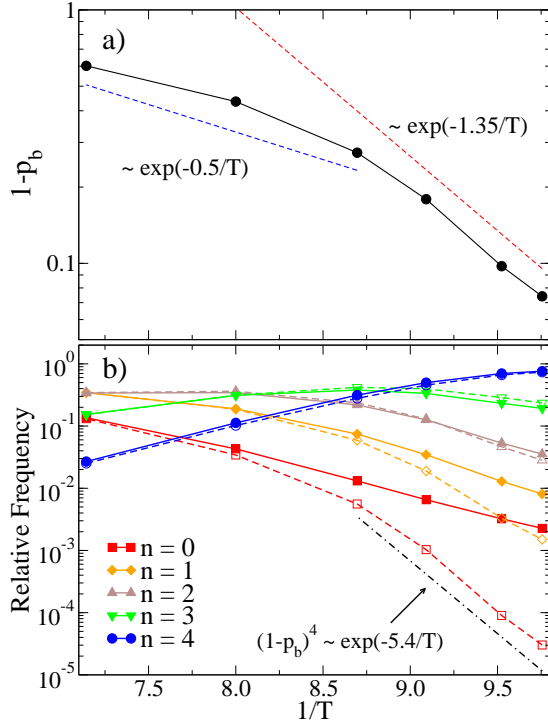 1
a)
~ exp(-1.35/T)
1-p_b
~ exp(-0.5/T)
0.1
10^0
b)
10^-1
10^-2
Relative Frequency
n = 0
10^-3
n = 1
n = 2
10^-4
n = 3
(1-p_b)^4 ~ exp(-5.4/T)
n = 4
10^-5
7.5 8.0 8.5 9.0 9.5
1/T